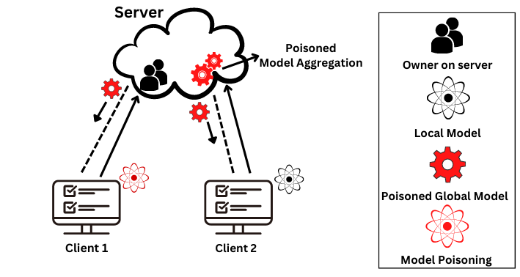 Server
Poisoned
Model Aggregation
Client 1
Client 2
Owner on server
Local Model
Poisoned Global Model
Model Poisoning